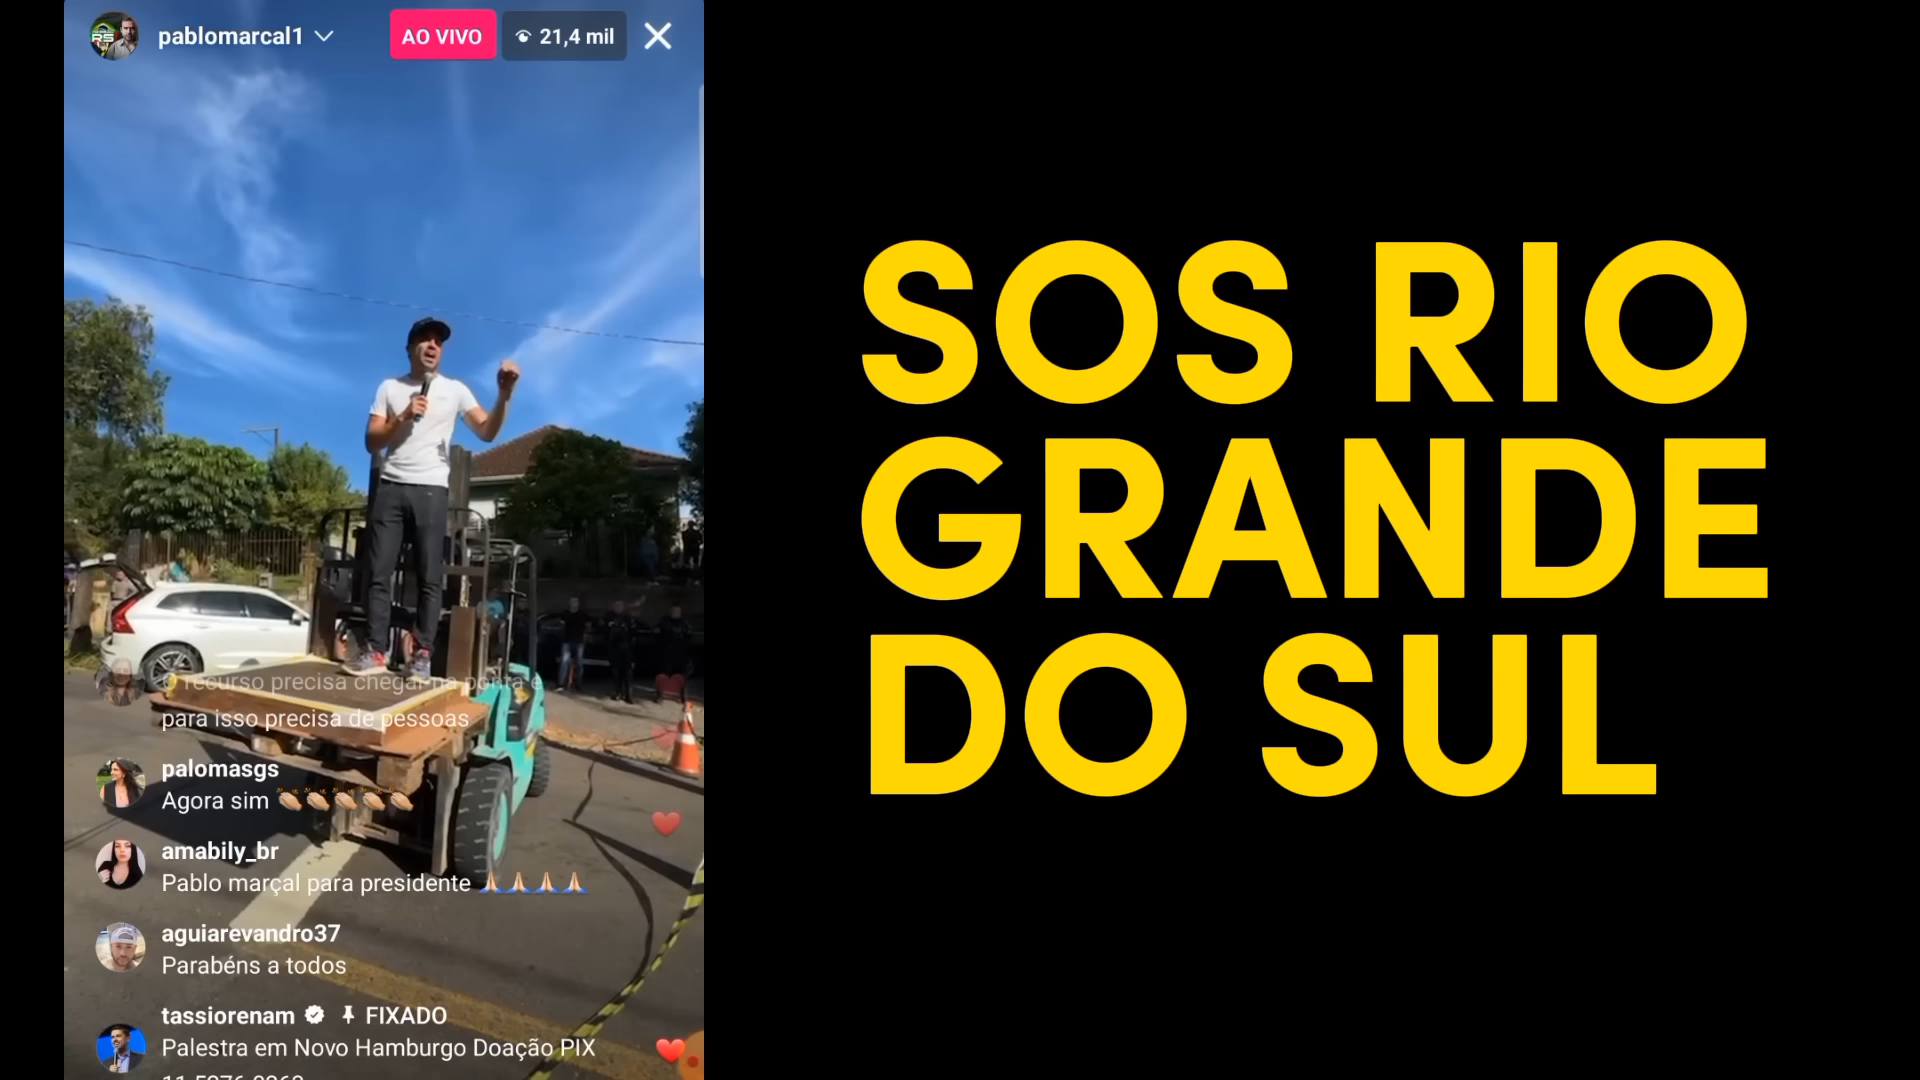 pablomarcal1
AO VIVO
21,4 mil
RS
O recurso precisa chegar na ponta e
para isso precisa de pessoas
palomasgs
Agora sim 👏🏼👏🏼👏🏼👏🏼👏🏼
amabily_br
Pablo marçal para presidente 🙏🏼🙏🏼🙏🏼🙏🏼
aguiarevandro37
Parabéns a todos
tassiorenam FIXADO
Palestra em Novo Hamburgo Doação PIX
SOS RIO
GRANDE
DO SUL